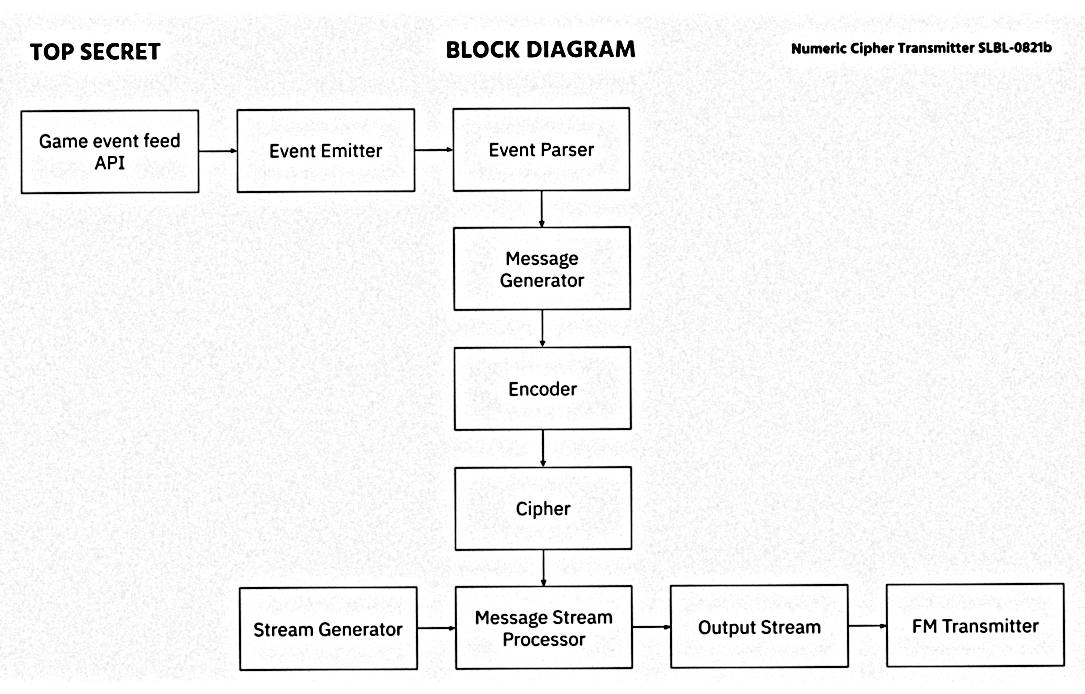 TOP SECRET
BLOCK DIAGRAM
Numeric Cipher Transmitter SLBL-0821b
Game event feed
API
Event Emitter
Event Parser
Message
Generator
Encoder
Cipher
Stream Generator
Message Stream
Processor
Output Stream
FM Transmitter